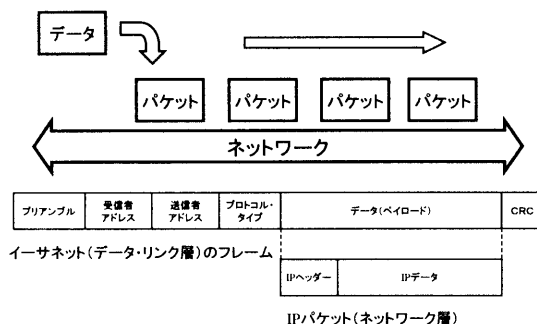 データ
パケット
パケット
パケット
パケット
ネットワーク
プリアンブル
受信者
アドレス
送信者
アドレス
プロトコル・
タイプ
データ(ペイロード)
CRC
イーサネット(データ・リンク層)のフレーム
IPヘッダー
IPデータ
IPパケット(ネットワーク層)